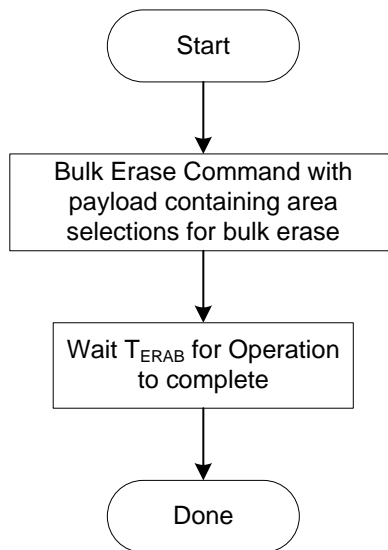 Start
Bulk Erase Command with
payload containing area
selections for bulk erase
Wait TERAB for Operation
to complete
Done